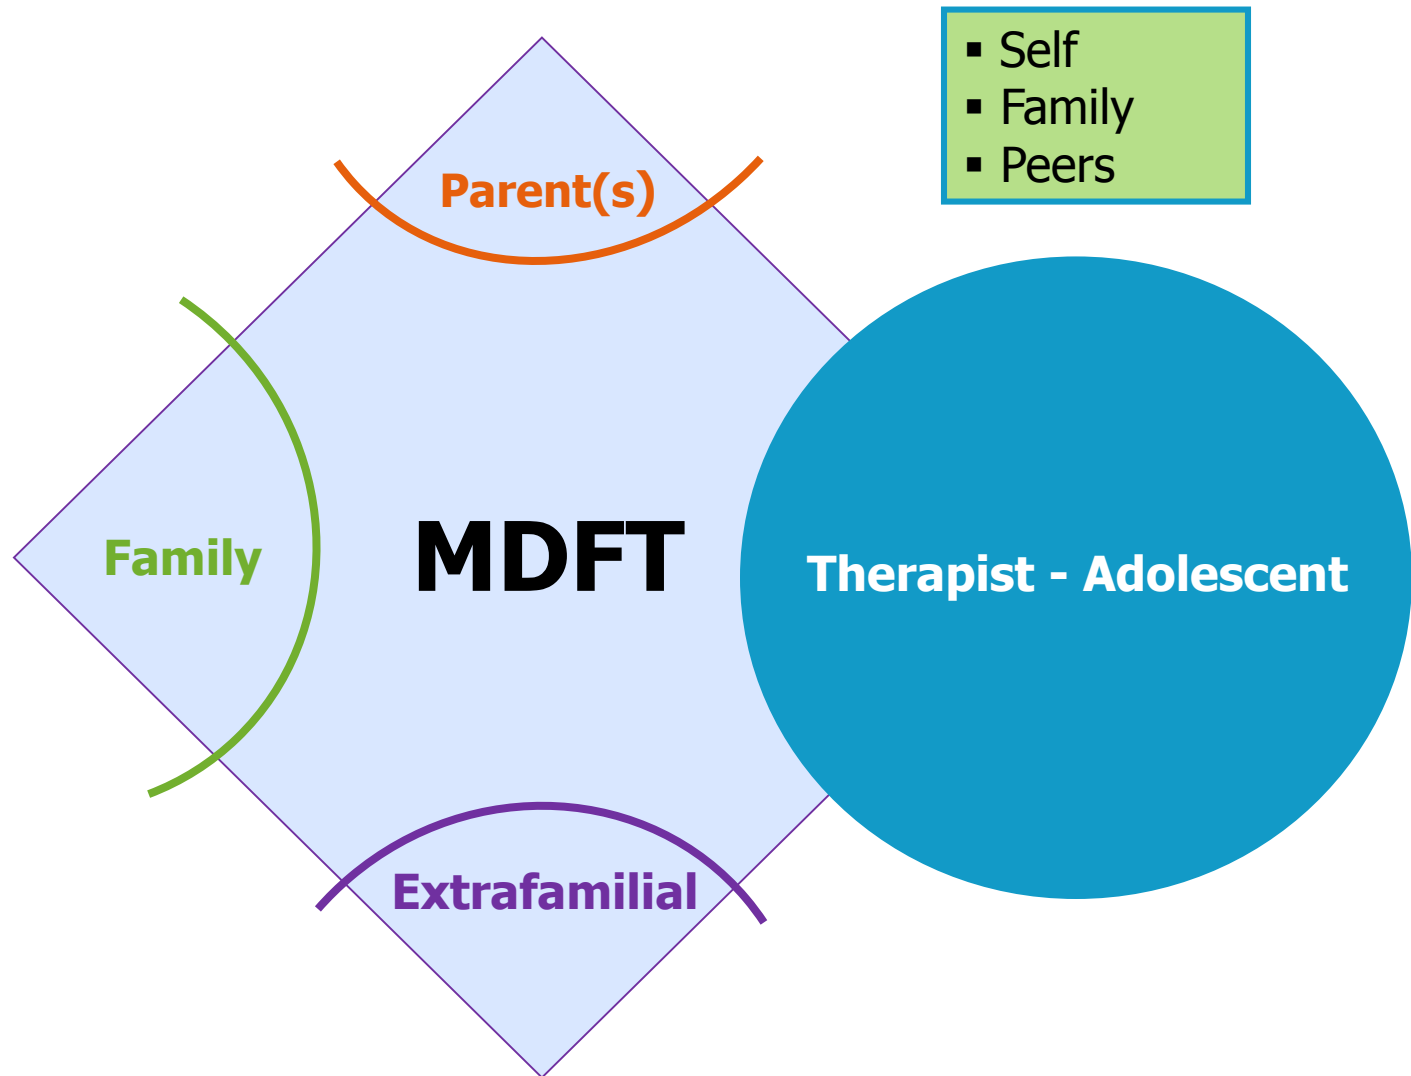 ▪ Self
▪ Family
▪ Peers
Parent(s)
Family
MDFT
Therapist - Adolescent
Extrafamilial